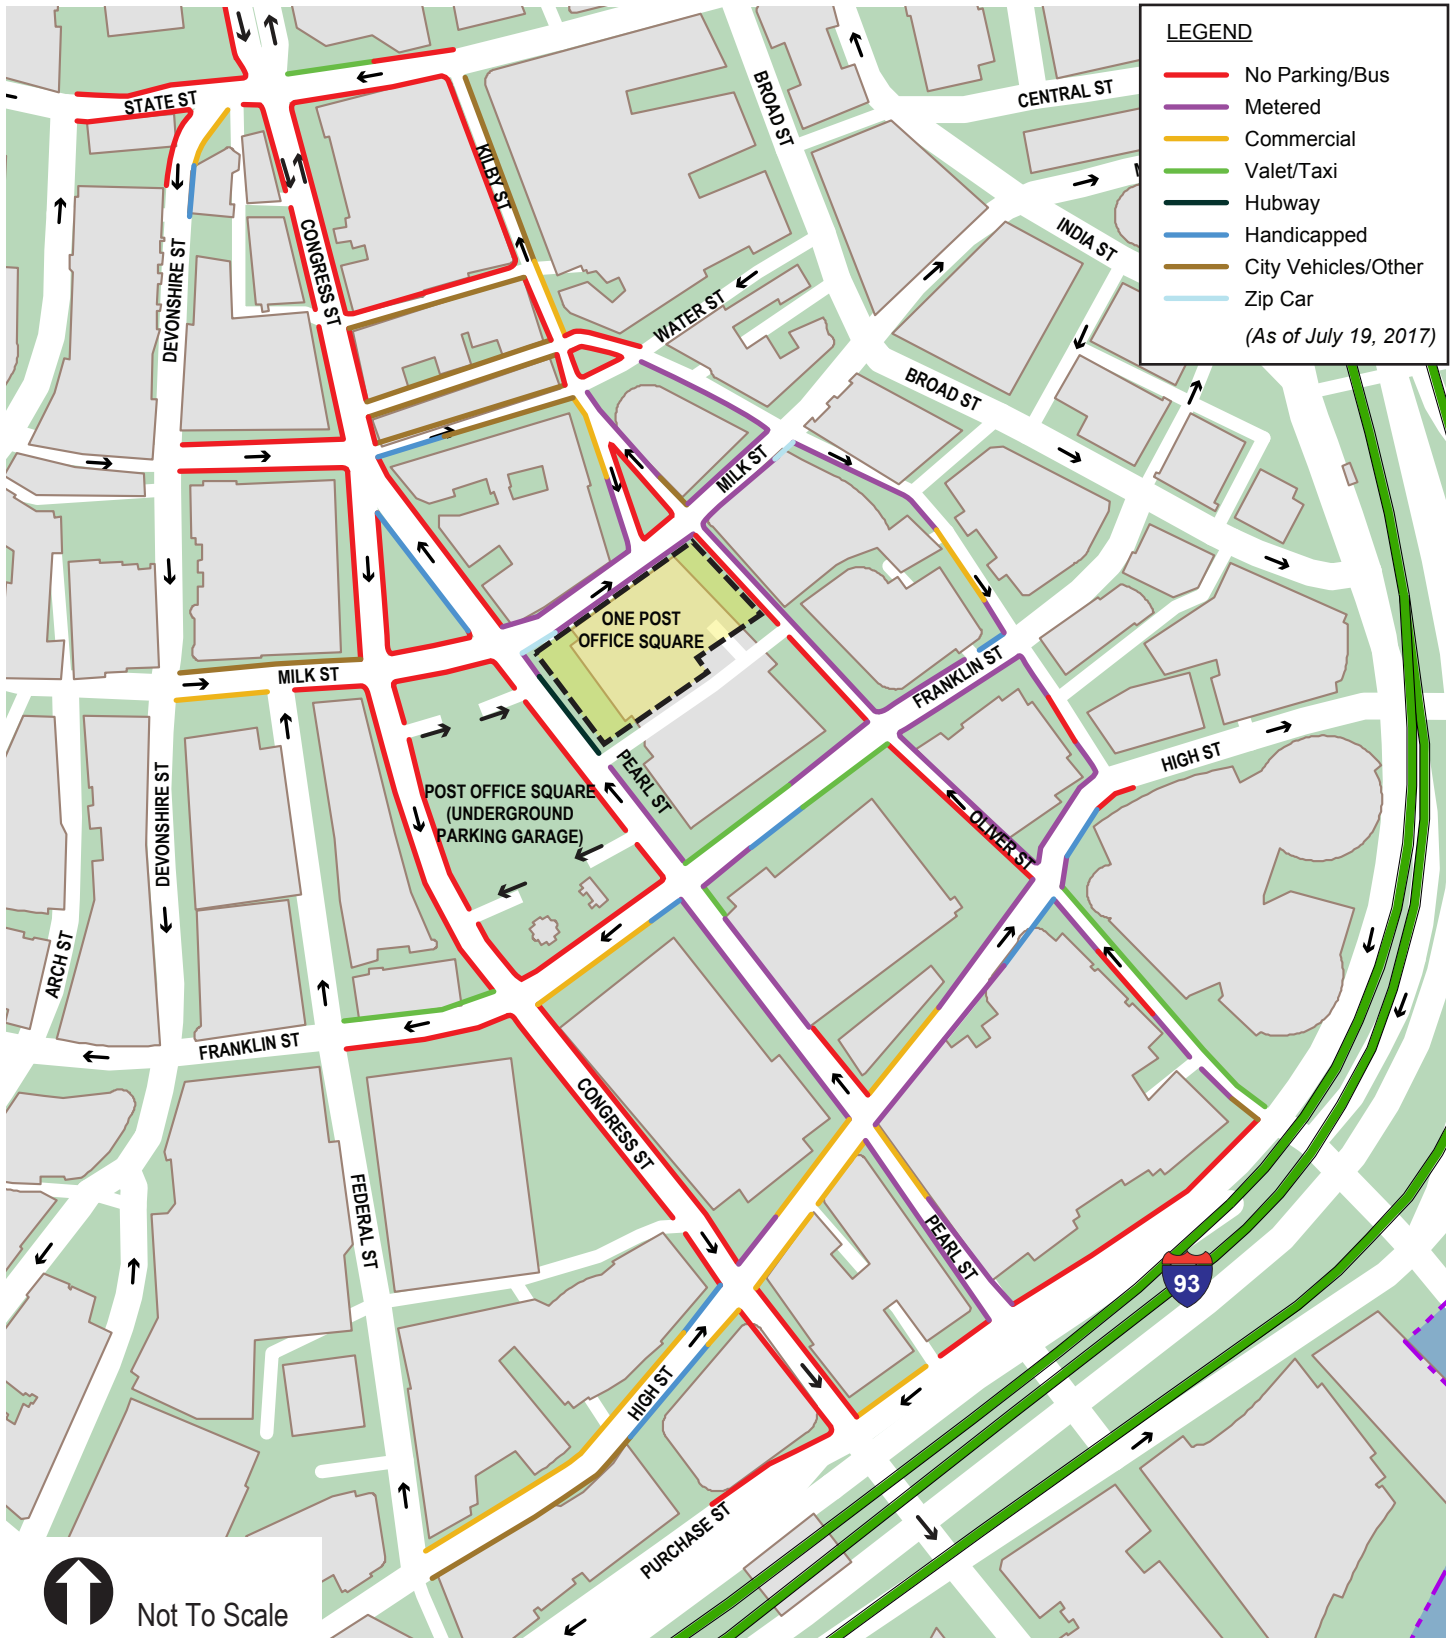 LEGEND
No Parking/Bus
Metered
Commercial
Valet/Taxi
Hubway
Handicapped
City Vehicles/Other
Zip Car
(As of July 19, 2017)
STATE ST
BROAD ST
CENTRAL ST
KILBY ST
INDIA ST
CONGRESS ST
DEVONSHIRE ST
WATER ST
BROAD ST
MILK ST
ONE POST
OFFICE SQUARE
MILK ST
FRANKLIN ST
HIGH ST
PEARL ST
POST OFFICE SQUARE
(UNDERGROUND
PARKING GARAGE)
OLIVER ST
DEVONSHIRE ST
ARCH ST
FRANKLIN ST
CONGRESS ST
FEDERAL ST
PEARL ST
93
HIGH ST
PURCHASE ST
Not To Scale